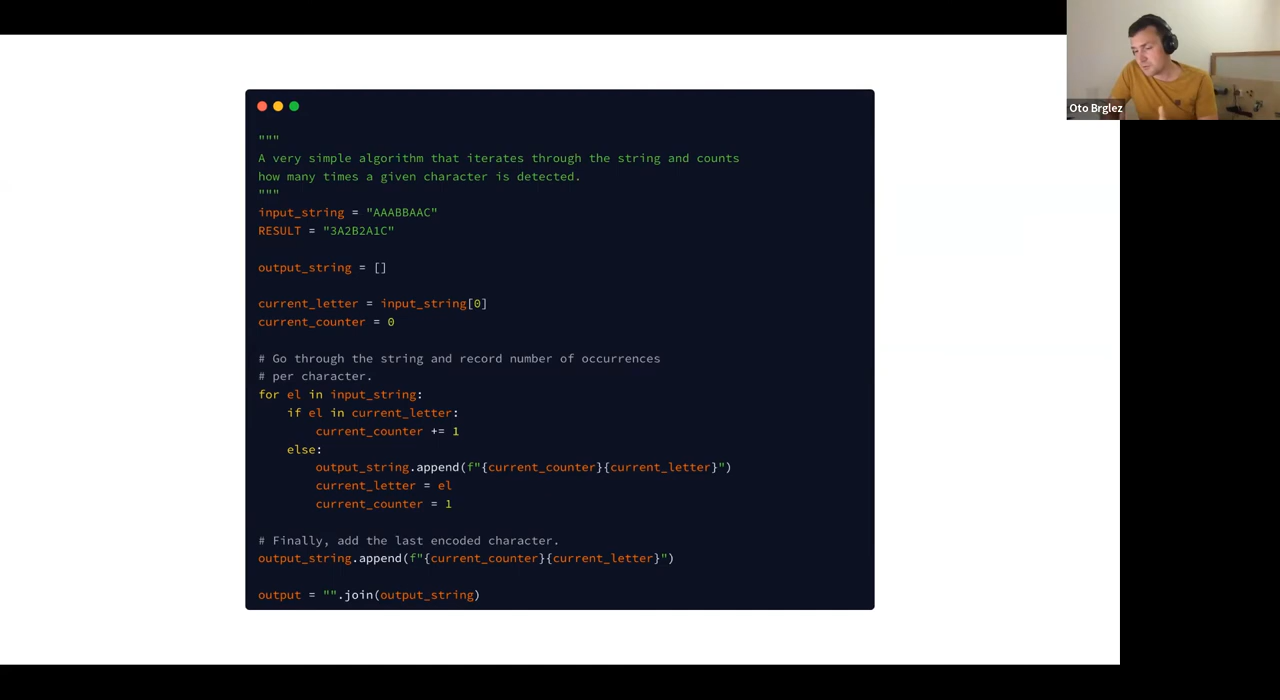 Oto Brglez
"""
A very simple algorithm that iterates through the string and counts
how many times a given character is detected.
"""
input_string = "AAABBAAC"
RESULT = "3A2B2A1C"
output_string = []
current_letter = input_string[0]
current_counter = 0
# Go through the string and record number of occurrences
# per character.
for el in input_string:
    if el in current_letter:
        current_counter += 1
    else:
        output_string.append(f"{current_counter}{current_letter}")
        current_letter = el
        current_counter = 1
# Finally, add the last encoded character.
output_string.append(f"{current_counter}{current_letter}")
output = "".join(output_string)